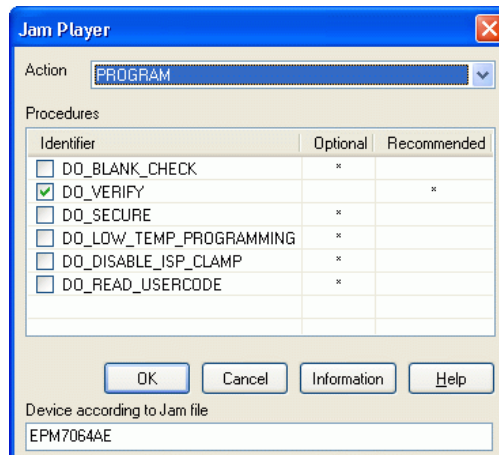 Jam Player
Action PROGRAM
Procedures
Identifier Optional Recommended
DO_BLANK_CHECK *
DO_VERIFY *
DO_SECURE *
DO_LOW_TEMP_PROGRAMMING *
DO_DISABLE_ISP_CLAMP *
DO_READ_USERCODE *
OK Cancel Information Help
Device according to Jam file
EPM7064AE